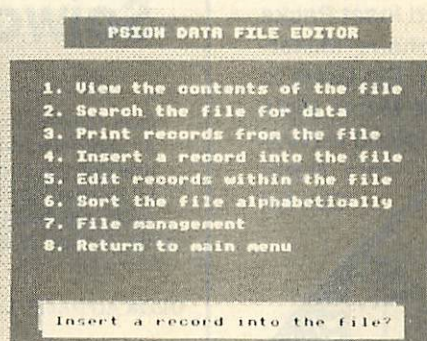 PSION DATA FILE EDITOR
1. View the contents of the file
2. Search the file for data
3. Print records from the file
4. Insert a record into the file
5. Edit records within the file
6. Sort the file alphabetically
7. File management
8. Return to main menu
Insert a record into the file?